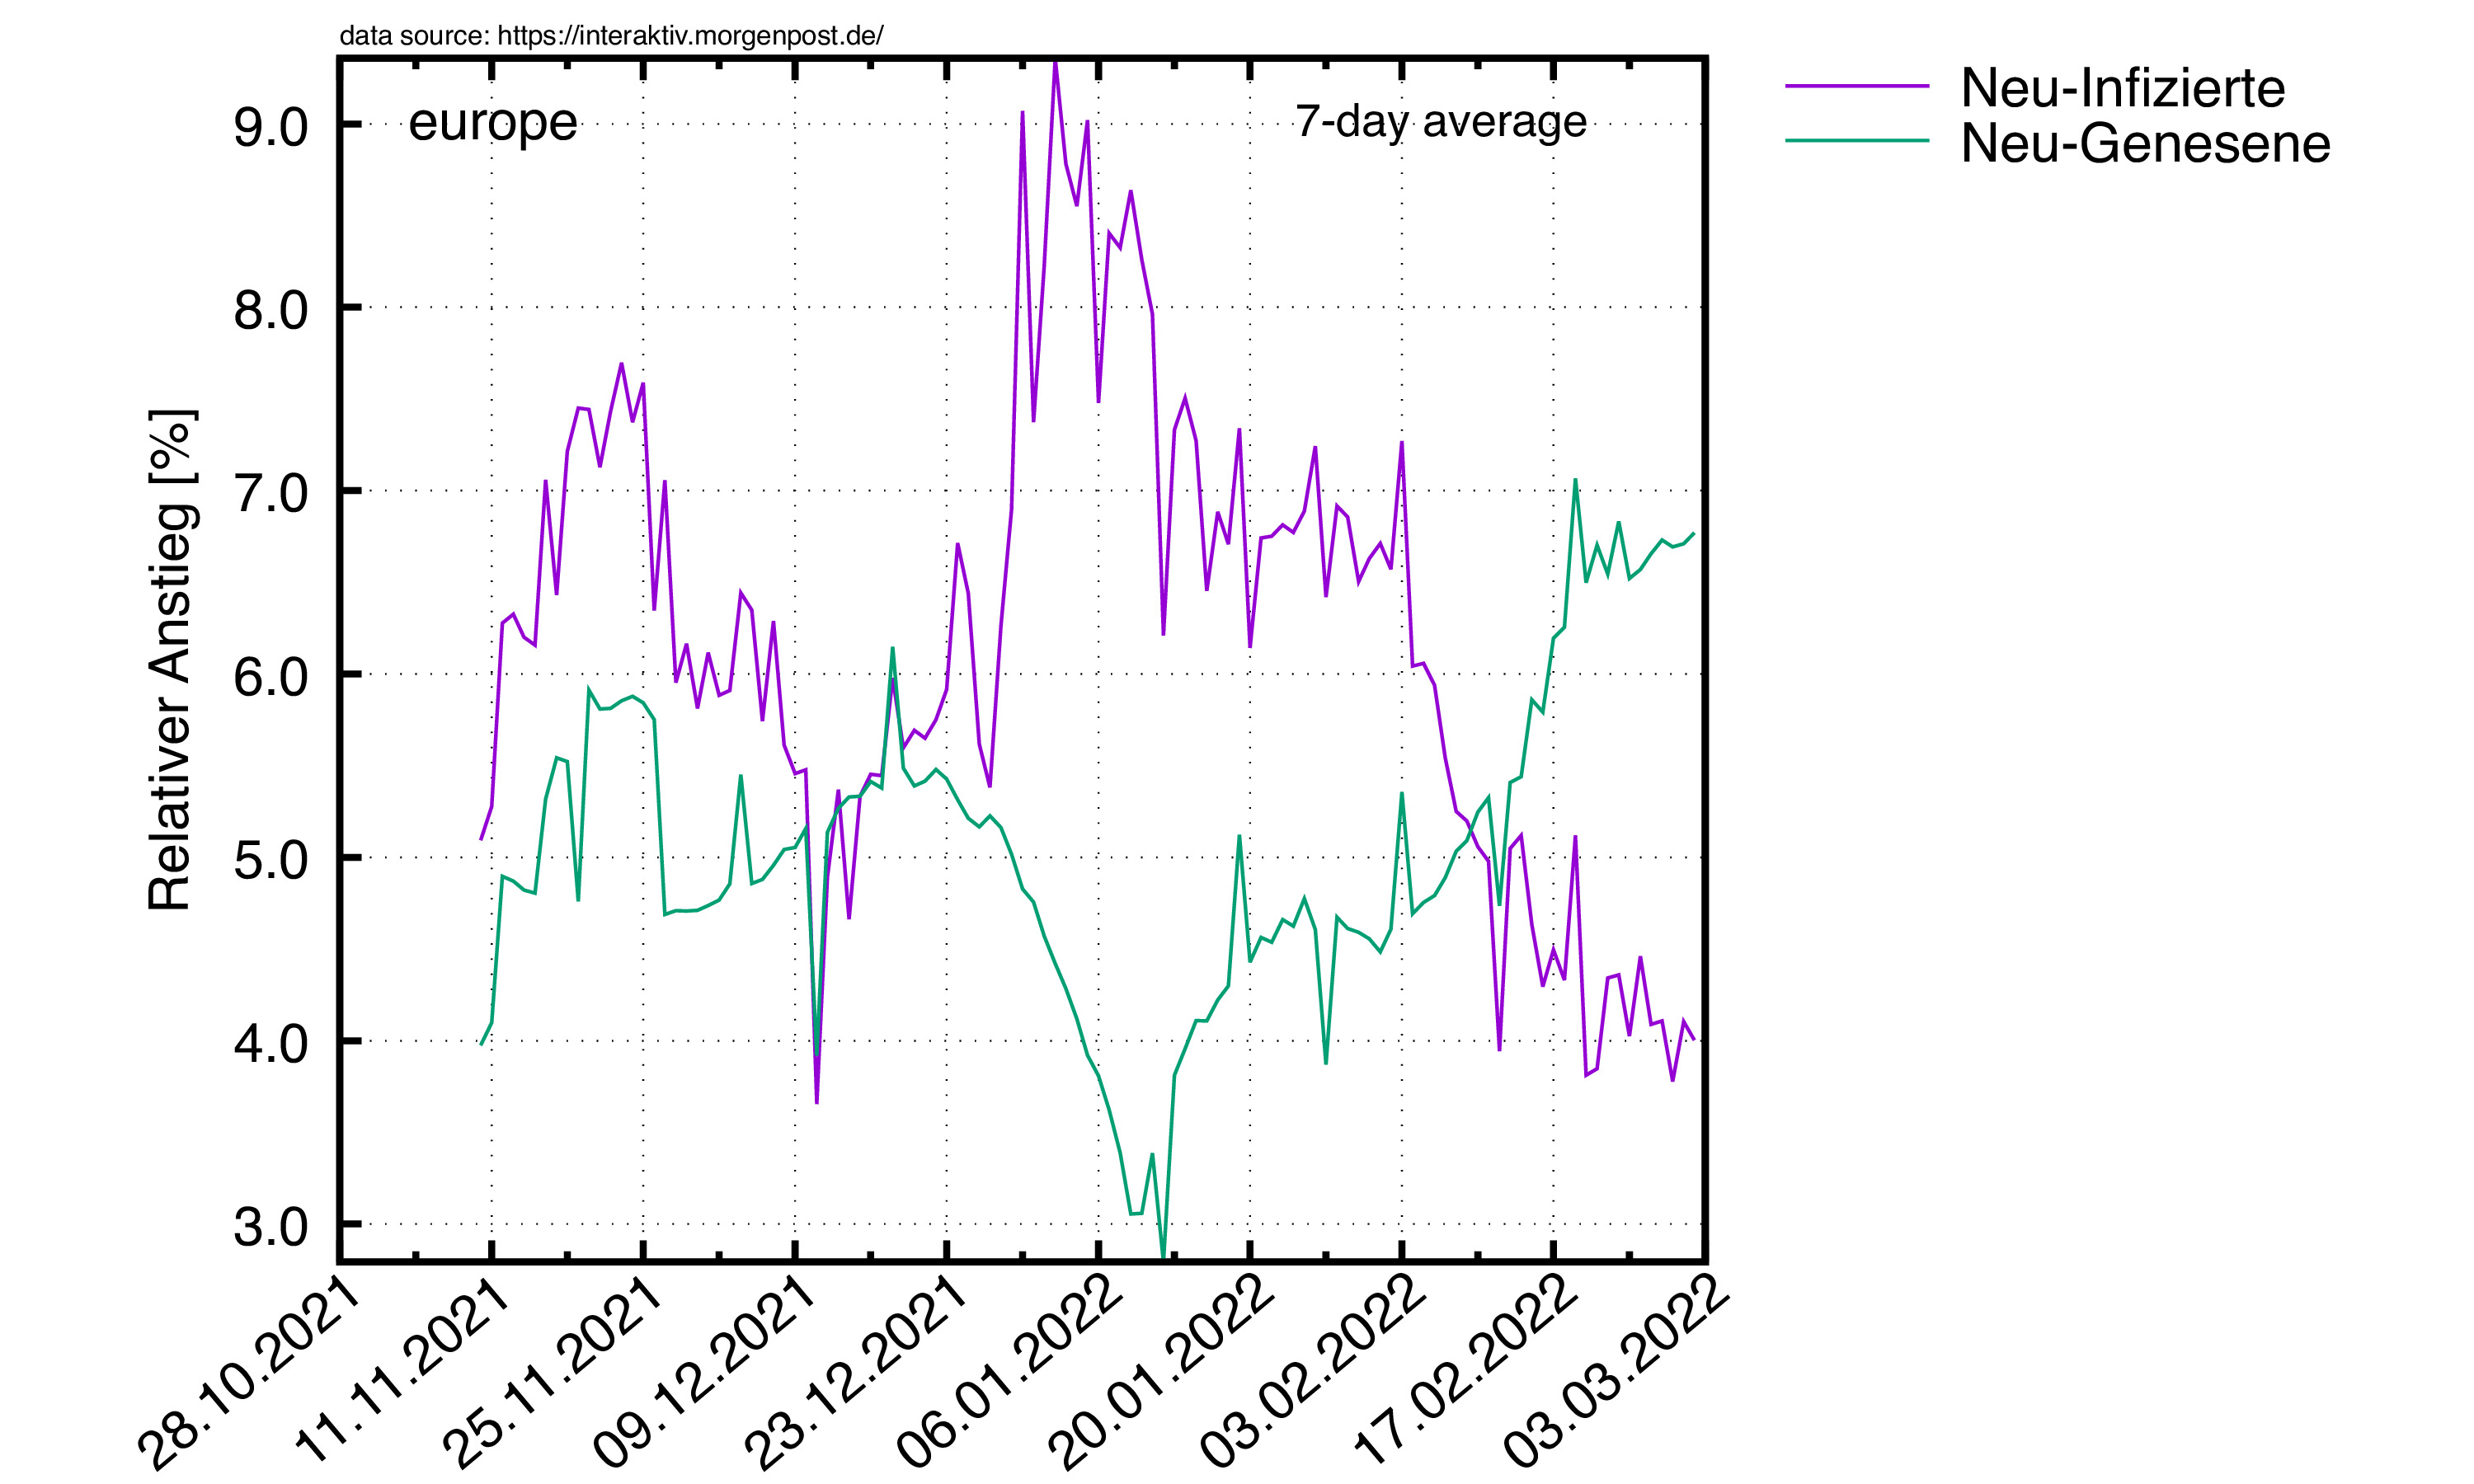 data source: https://interaktiv.morgenpost.de/
europe
7-day average
Neu-Infizierte
Neu-Genesene
Relativer Anstieg [%]
9.0
8.0
7.0
6.0
5.0
4.0
3.0
28.10.2021
11.11.2021
25.11.2021
09.12.2021
23.12.2021
06.01.2022
20.01.2022
03.02.2022
17.02.2022
03.03.2022